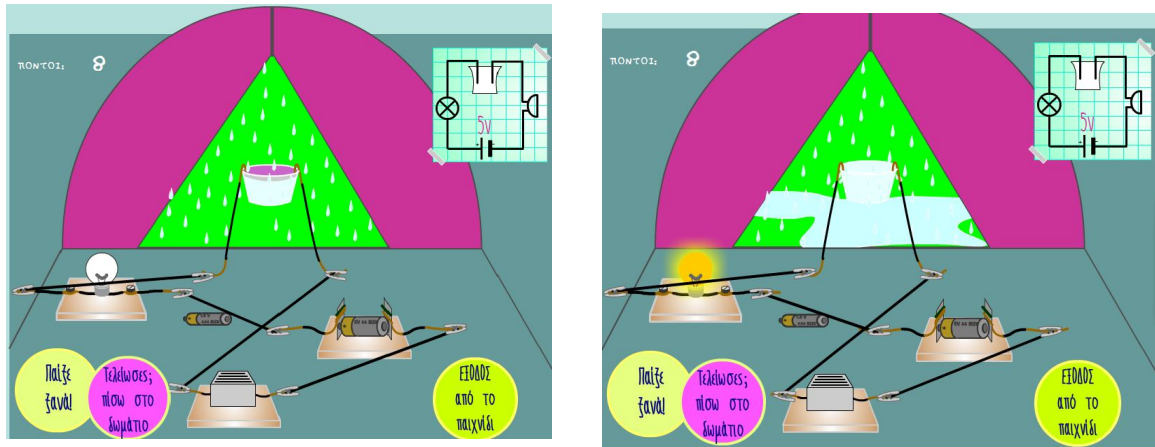 ΠΟΝΤΟΙ: 8
5V
Παίξε
ξανά!
Τελείωσες;
πίσω στο
δωμάτιο
ΕΞΟΔΟΣ
από το
παιχνίδι
ΠΟΝΤΟΙ: 8
5V
Παίξε
ξανά!
Τελείωσες;
πίσω στο
δωμάτιο
ΕΞΟΔΟΣ
από το
παιχνίδι